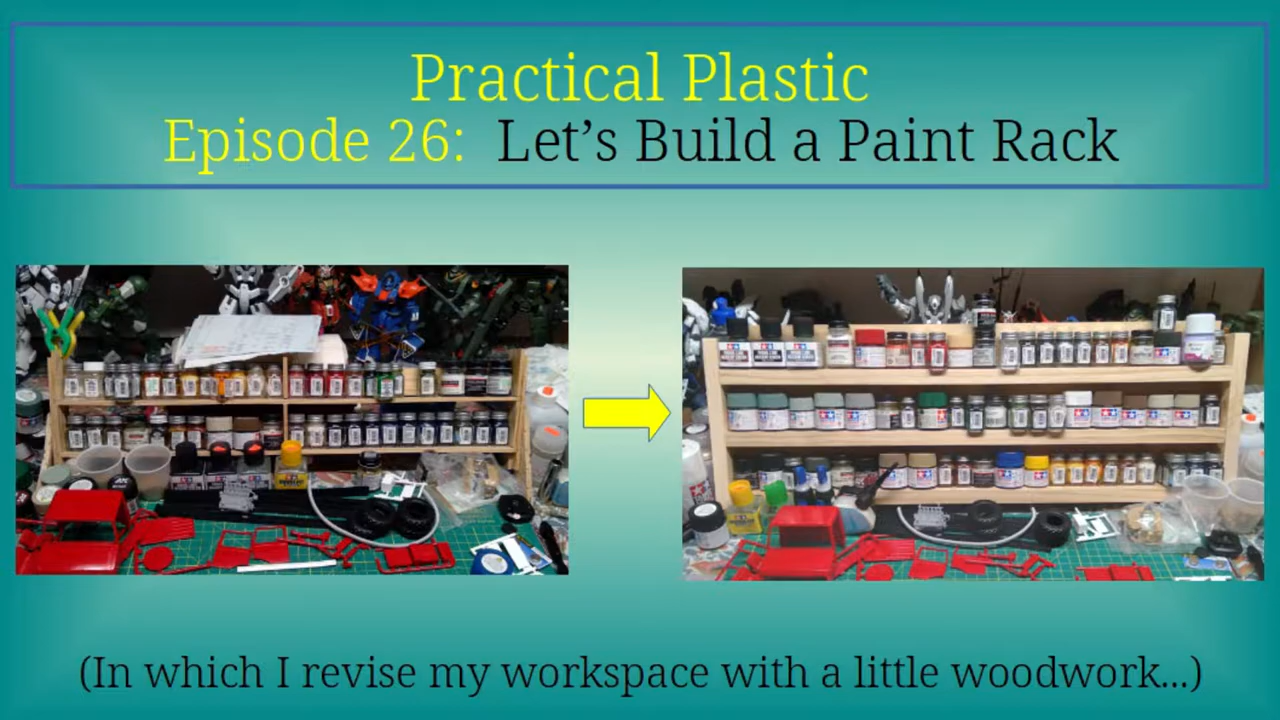 Practical Plastic
Episode 26: Let’s Build a Paint Rack
(In which I revise my workspace with a little woodwork...)